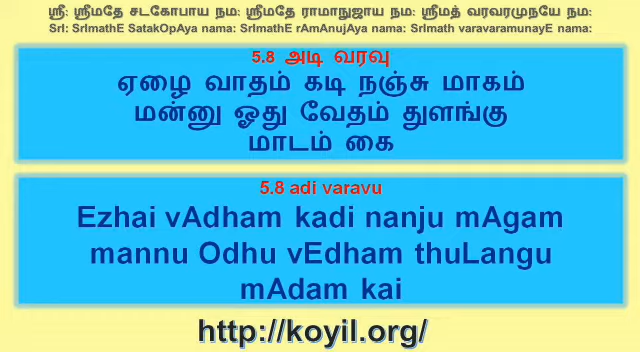 ஸ்ரீ: ஸ்ரீமதே சடகோபாய நம: ஸ்ரீமதே ராமாநுஜாய நம: ஸ்ரீமத் வரவரமுநயே நம:
SrI: SrImathE SatakOpAya nama: SrImathE rAmAnujAya nama: SrImath varavaramunayE nama:
5.8 அடி வரவு
ஏழை வாதம் கடி நஞ்சு மாகம்
மன்னு ஓது வேதம் துளங்கு
மாடம் கை
5.8 adi varavu
Ezhai vAdham kadi nanju mAgam
mannu Odhu vEdham thuLangu
mAdam kai
http://koyil.org/